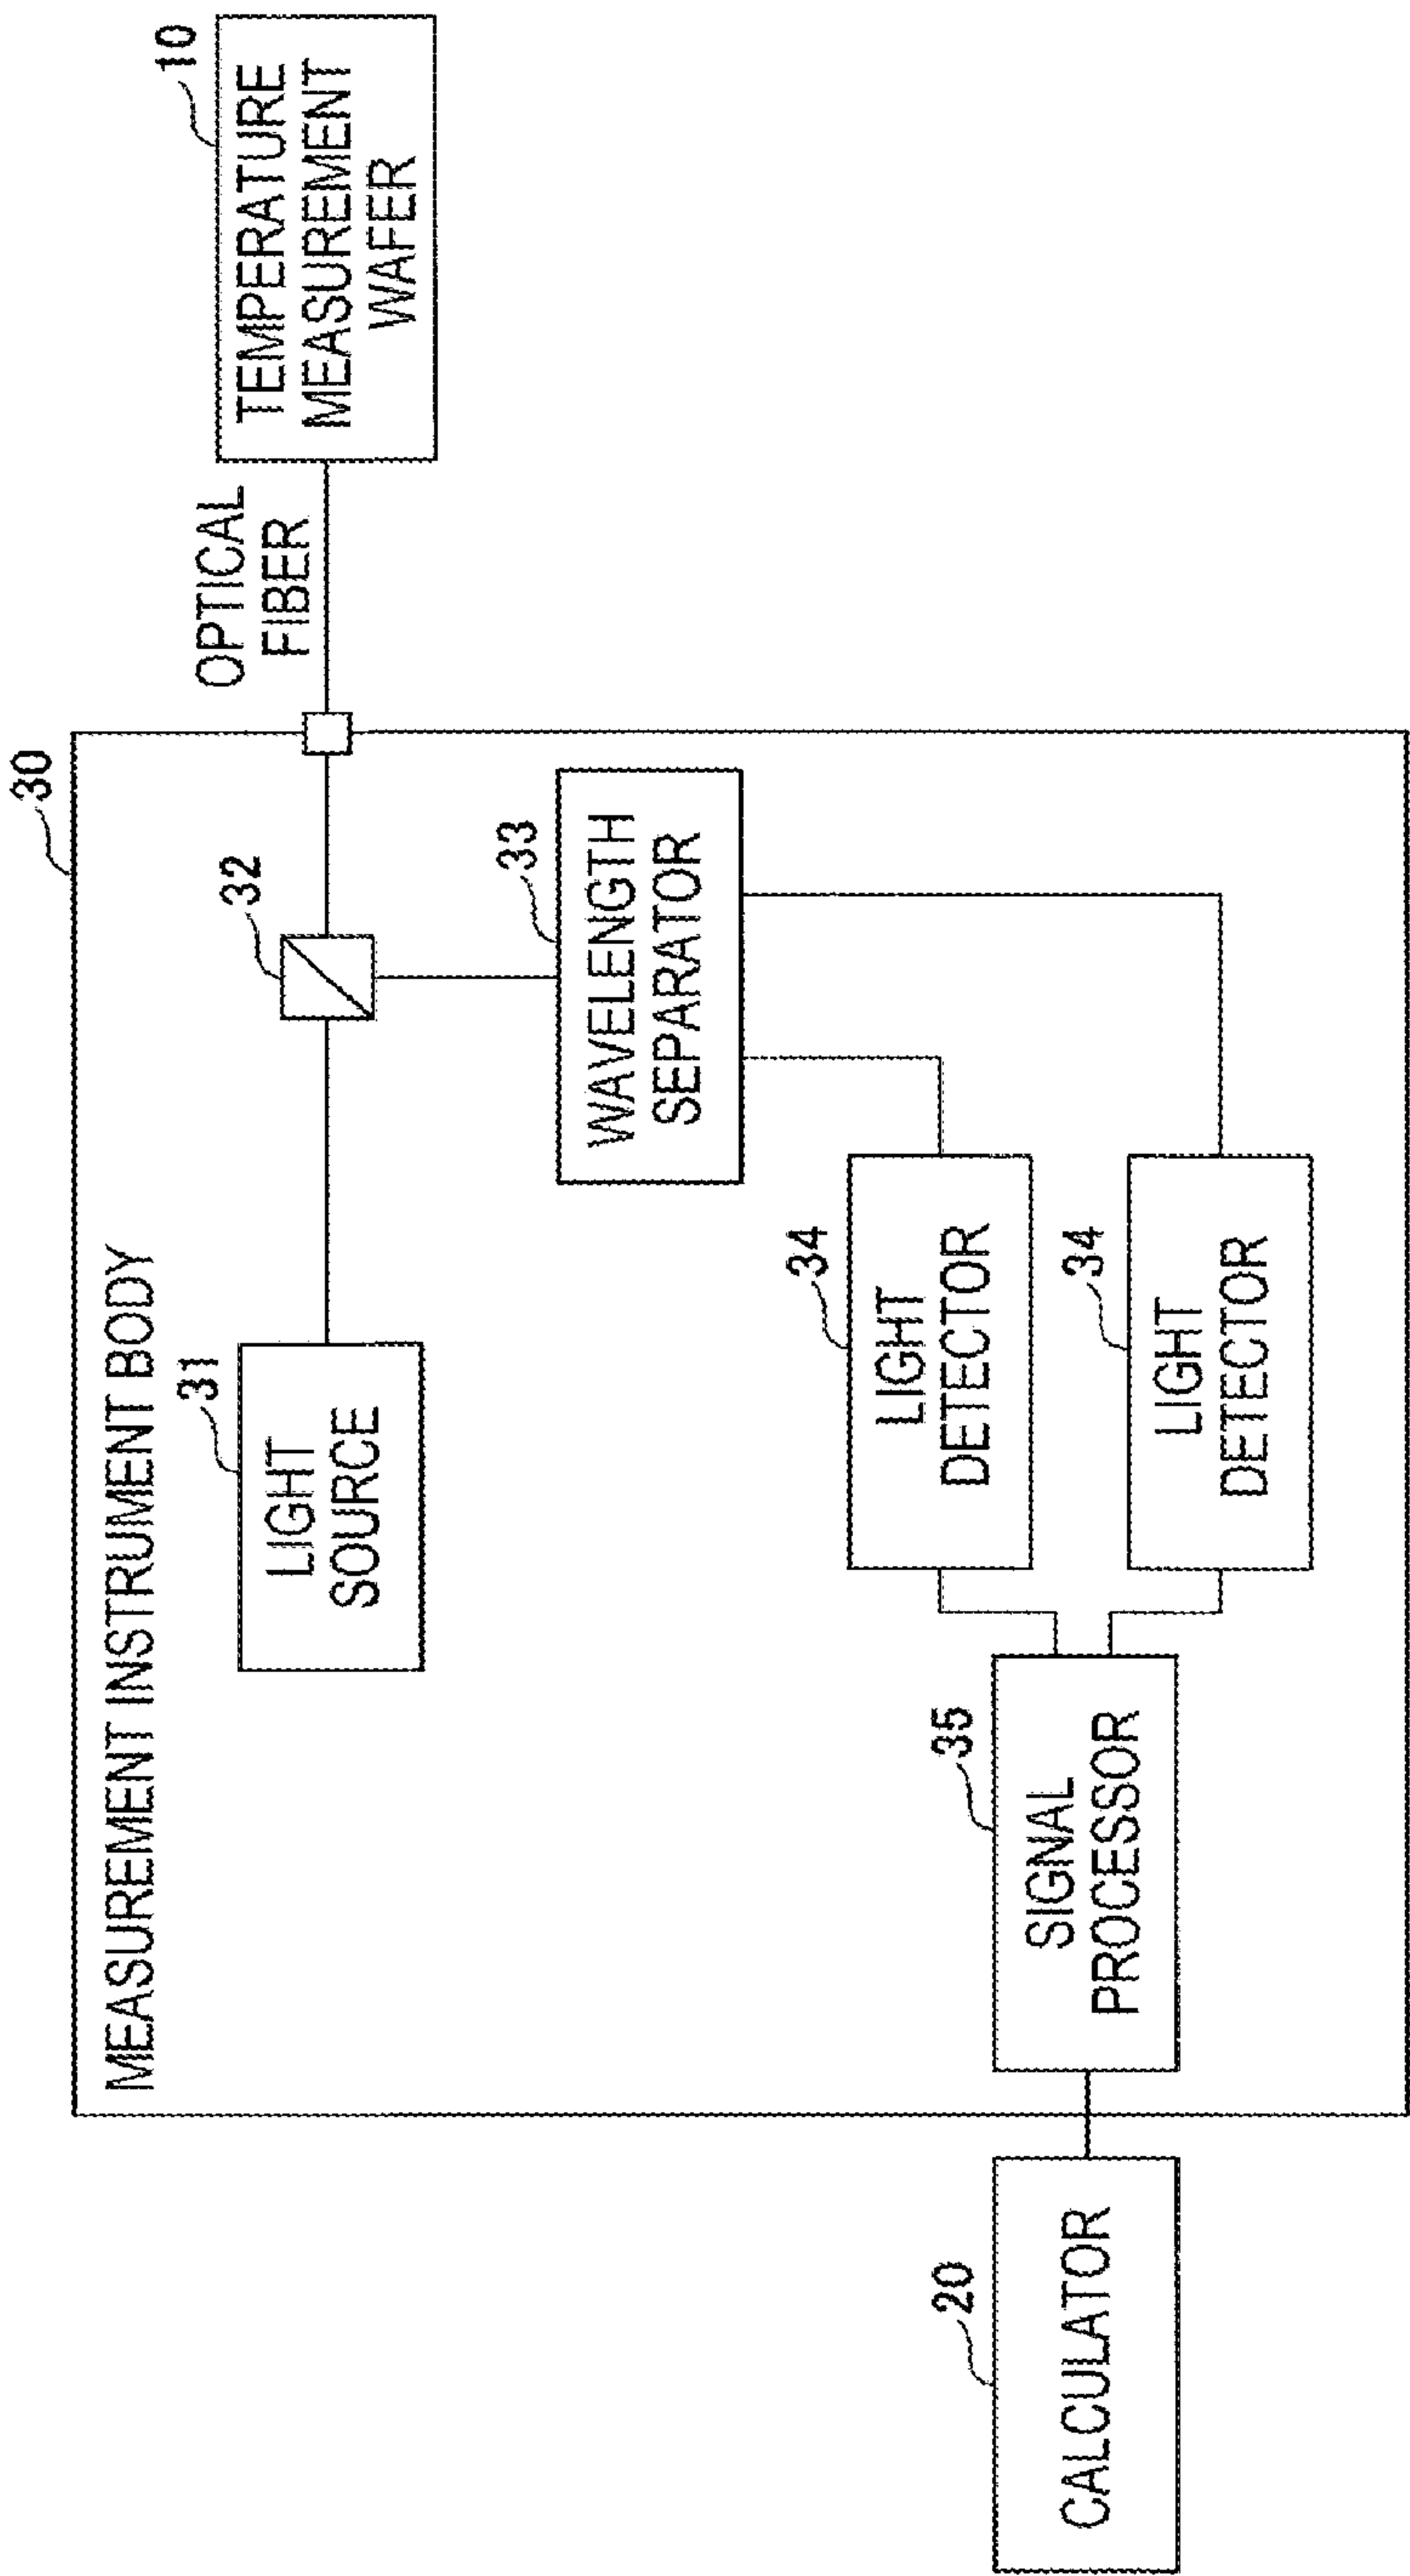 30
MEASUREMENT INSTRUMENT BODY
31
LIGHT
SOURCE
32
OPTICAL
FIBER
10
TEMPERATURE
MEASUREMENT
WAFER
33
WAVELENGTH
SEPARATOR
34
LIGHT
DETECTOR
34
LIGHT
DETECTOR
35
SIGNAL
PROCESSOR
20
CALCULATOR